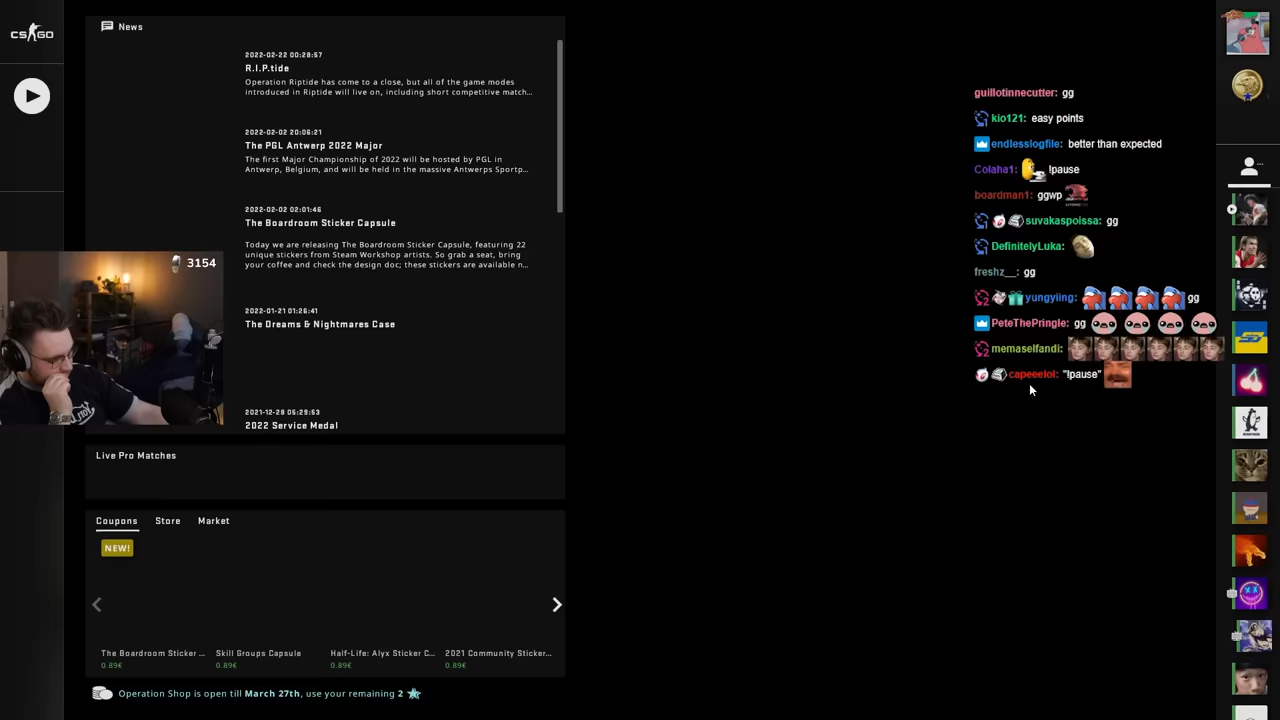 CS GO
News
2022-02-22 00:28:57
R.I.P.tide
Operation Riptide has come to a close, but all of the game modes
introduced in Riptide will live on, including short competitive match...
2022-02-02 20:06:21
The PGL Antwerp 2022 Major
The first Major Championship of 2022 will be hosted by PGL in
Antwerp, Belgium, and will be held in the massive Antwerps Sportp...
2022-02-02 02:01:46
The Boardroom Sticker Capsule
Today we are releasing The Boardroom Sticker Capsule, featuring 22
unique stickers from Steam Workshop artists. So grab a seat, bring
your coffee and check the design doc; these stickers are available n...
2022-01-21 01:26:41
The Dreams & Nightmares Case
2021-12-28 05:29:53
2022 Service Medal
3154
Live Pro Matches
Coupons Store Market
NEW!
The Boardroom Sticker ... Skill Groups Capsule Half-Life: Alyx Sticker C... 2021 Community Sticker...
0.89€ 0.89€ 0.89€ 0.89€
Operation Shop is open till March 27th, use your remaining 2
guillotinnecutter: gg
kio121: easy points
endlesslogfile: better than expected
Colaha1: !pause
boardman1: ggwp
suvakaspoissa: gg
DefinitelyLuka:
freshz__: gg
2 yungyiing: gg
PeteThePringle: gg
2 memaselfandi:
capeeelol: "!pause"